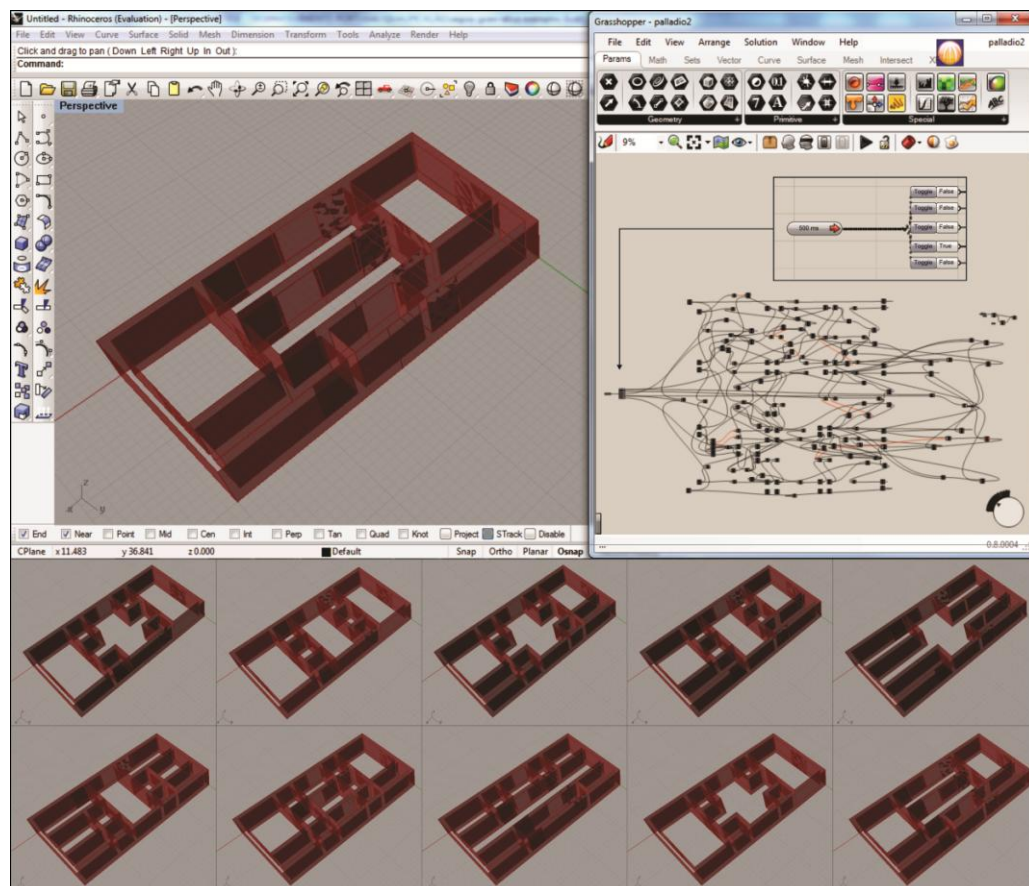 Untitled - Rhinoceros (Evaluation) - [Perspective]
File Edit View Curve Surface Solid Mesh Dimension Transform Tools Analyze Render Help
Click and drag to pan ( Down Left Right Up In Out ):
Command:
Perspective
z
x y
End Near Point Mid Cen Int Perp Tan Quad Knot Project STrack Disable
CPlane x 11.483 y 36.841 z 0.000 Default Snap Ortho Planar Osnap
Grasshopper - palladio2
File Edit View Arrange Solution Window Help palladio2
Params Math Sets Vector Curve Surface Mesh Intersect
Geometry + Primitive + Special +
9%
Toggle False
Toggle False
500 ms Toggle False
Toggle True
Toggle False
...
0.8.0004